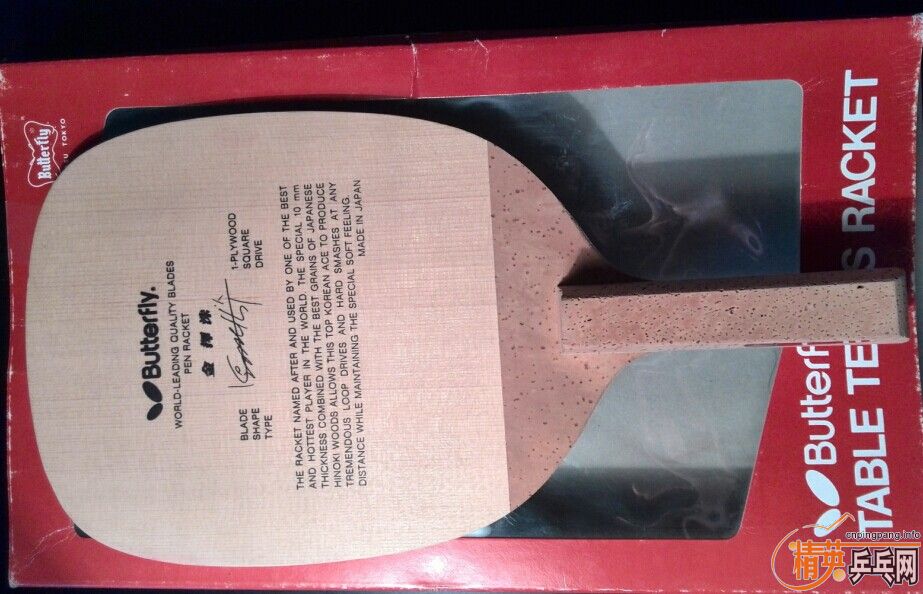 Butterfly®
TOKYO
Butterfly.
WORLD-LEADING QUALITY BLADES
PEN RACKET
BLADE 1-PLYWOOD
SHAPE SQUARE
TYPE DRIVE
THE RACKET NAMED AFTER AND USED BY ONE OF THE BEST
AND HOTTEST PLAYER IN THE WORLD. THE SPECIAL 10 mm
THICKNESS COMBINED WITH THE BEST GRAINS OF JAPANESE
HINOKI WOODS ALLOWS THIS TOP KOREAN ACE TO PRODUCE
TREMENDOUS LOOP DRIVES AND HARD SMASHES AT ANY
DISTANCE WHILE MAINTAINING THE SPECIAL SOFT FEELING.
MADE IN JAPAN
Butterf
TABLE TE S RACKET
cnpingpang.info
精英乒乓网